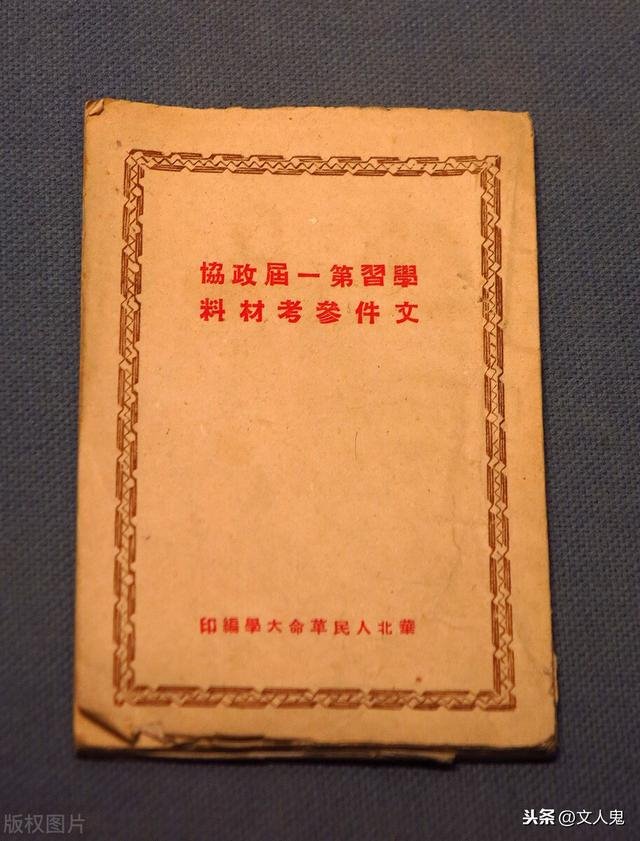 學習第一屆政協
文件參考材料
華北人民革命大學編印
版权图片
头条 @文人鬼